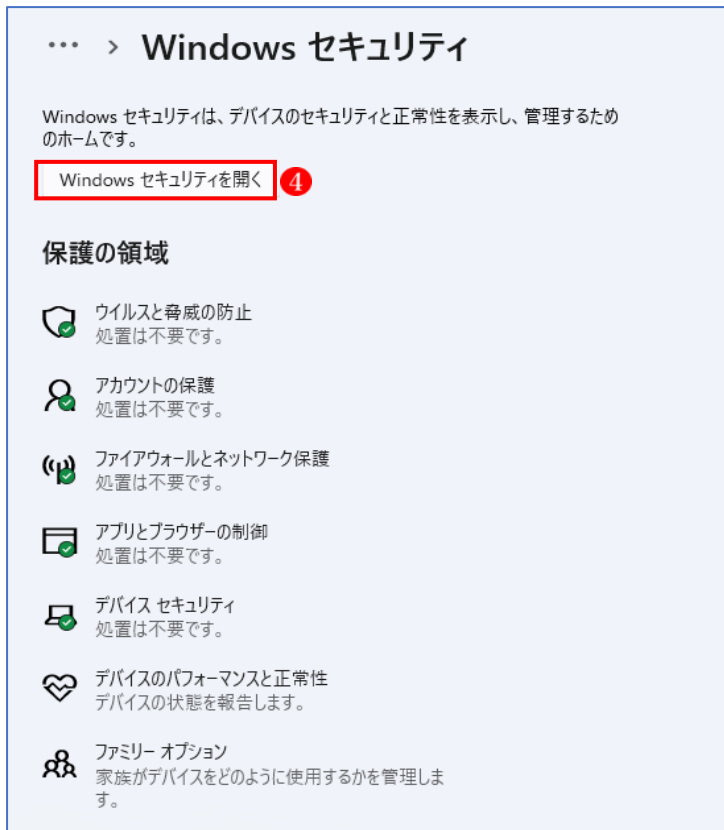 … > Windows セキュリティ
Windows セキュリティは、デバイスのセキュリティと正常性を表示し、管理するため
のホームです。
Windows セキュリティを開く 4
保護の領域
ウイルスと脅威の防止
処置は不要です。
アカウントの保護
処置は不要です。
ファイアウォールとネットワーク保護
処置は不要です。
アプリとブラウザーの制御
処置は不要です。
デバイス セキュリティ
処置は不要です。
デバイスのパフォーマンスと正常性
デバイスの状態を報告します。
ファミリー オプション
家族がデバイスをどのように使用するかを管理しま
す。